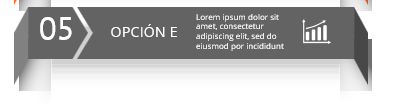 05
OPCIÓN E
Lorem ipsum dolor sit
amet, consectetur
adipiscing elit, sed do
eiusmod por incididunt